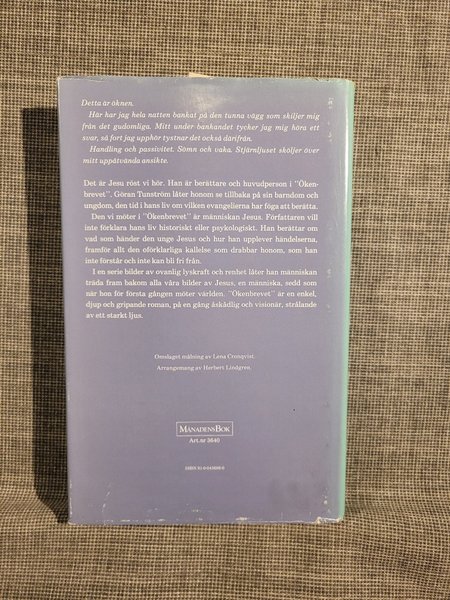 Detta är öknen.
Här har jag hela natten bankat på den tunna vägg som skiljer mig
från det gudomliga. Mitt under bankandet tycker jag mig höra ett
svar, så fort jag upphör tystnar det också därifrån.
Handling och passivitet. Sömn och vaka. Stjärnljuset sköljer över
mitt uppåtvända ansikte.
Det är Jesu röst vi hör. Han är berättare och huvudperson i "Öken-
brevet". Göran Tunström låter honom se tillbaka på sin barndom och
ungdom, den tid i hans liv om vilken evangelierna har föga att berätta.
Den vi möter i "Ökenbrevet" är människan Jesus. Författaren vill
inte förklara hans liv historiskt eller psykologiskt. Han berättar om
vad som händer den unge Jesus och hur han upplever händelserna,
framför allt den oförklarliga kallelse som drabbar honom, som han
inte förstår och inte kan bli fri från.
I en serie bilder av ovanlig lyskraft och renhet låter han människan
träda fram bakom alla våra bilder av Jesus, en människa, sedd som
när hon för första gången möter världen. "Ökenbrevet" är en enkel,
djup och gripande roman, på en gång åskådlig och visionär, strålande
av ett starkt ljus.
Omslaget målning av Lena Cronqvist
Arrangemang av Herbert Lindgren.
MÅNADENS BOK
Art.nr 3640